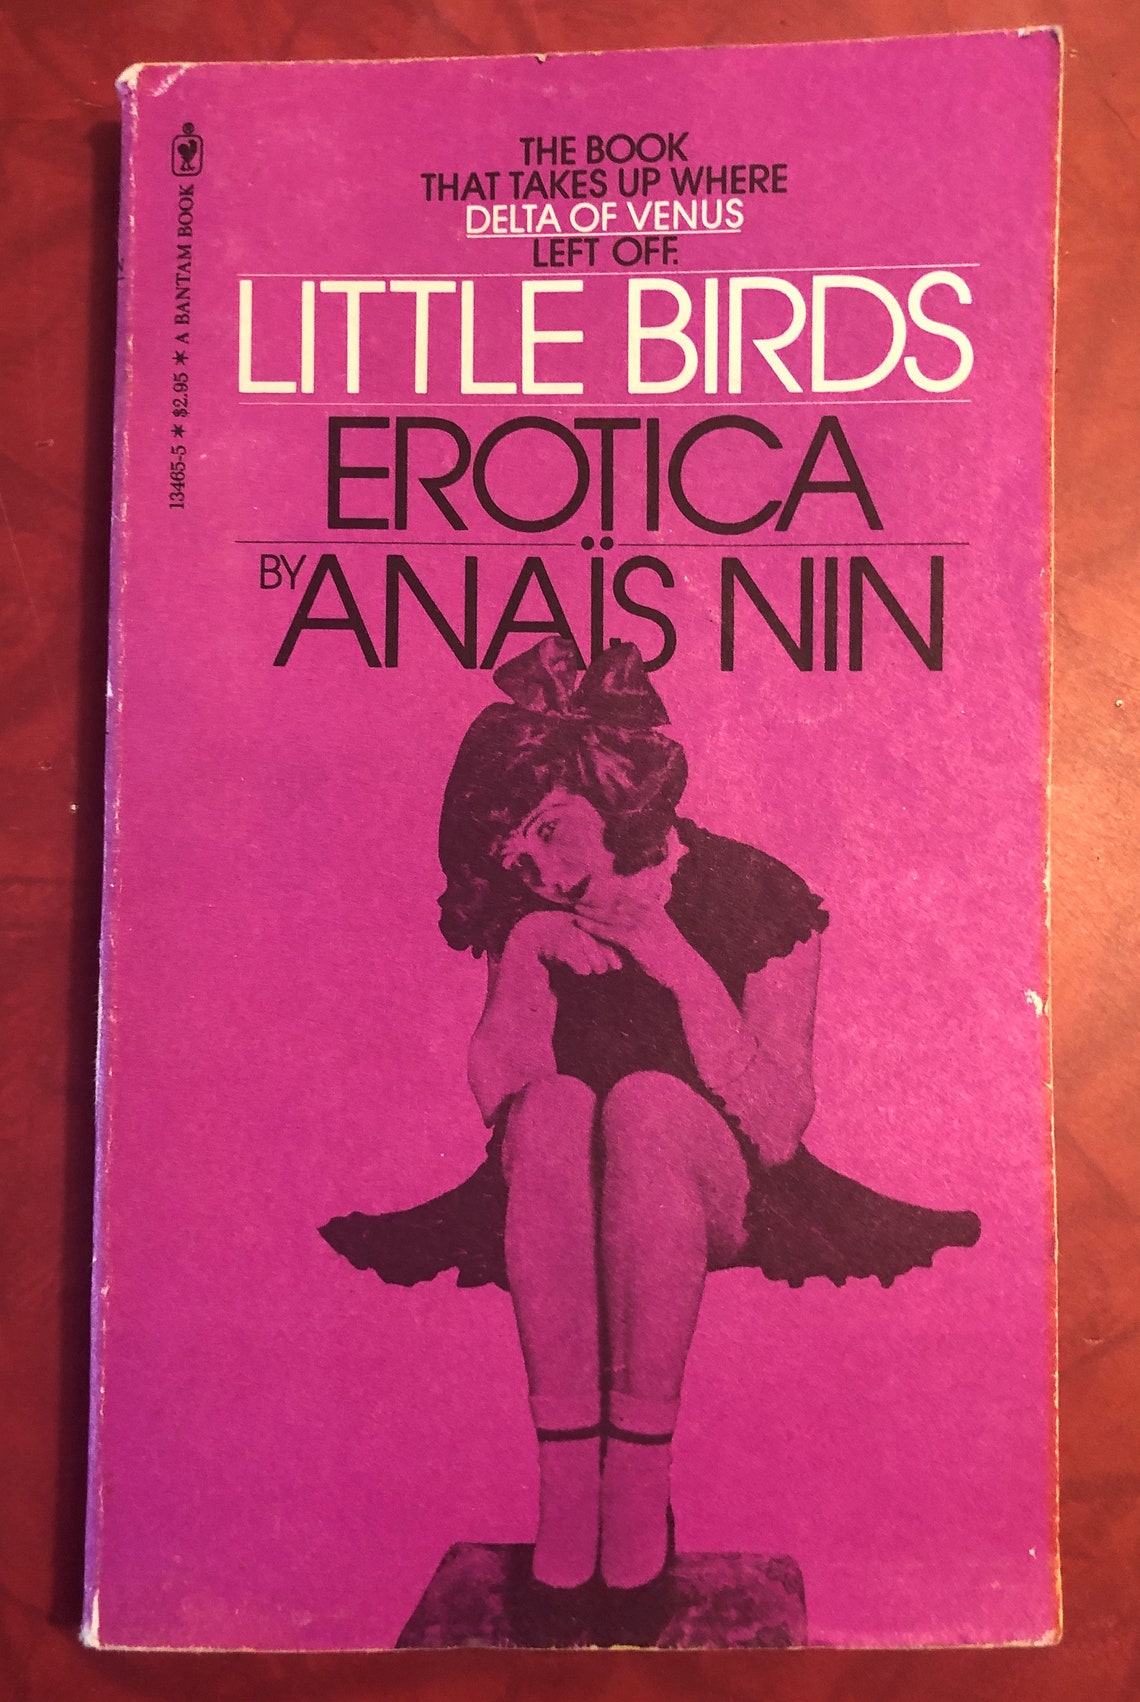 THE BOOK
THAT TAKES UP WHERE
DELTA OF VENUS
LEFT OFF.
LITTLE BIRDS
EROTICA
BY ANAÏS NIN
13465-5 * $2.95 * A BANTAM BOOK ®